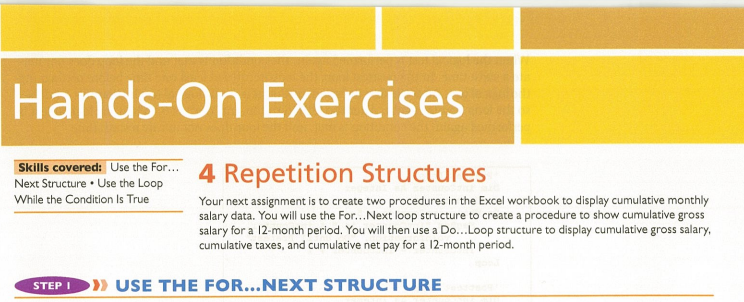 Hands-On Exercises
Skills covered: Use the For…
Next Structure • Use the Loop
While the Condition Is True
4 Repetition Structures
Your next assignment is to create two procedures in the Excel workbook to display cumulative monthly
salary data. You will use the For…Next loop structure to create a procedure to show cumulative gross
salary for a 12-month period. You will then use a Do…Loop structure to display cumulative gross salary,
cumulative taxes, and cumulative net pay for a 12-month period.
STEP 1 » USE THE FOR…NEXT STRUCTURE